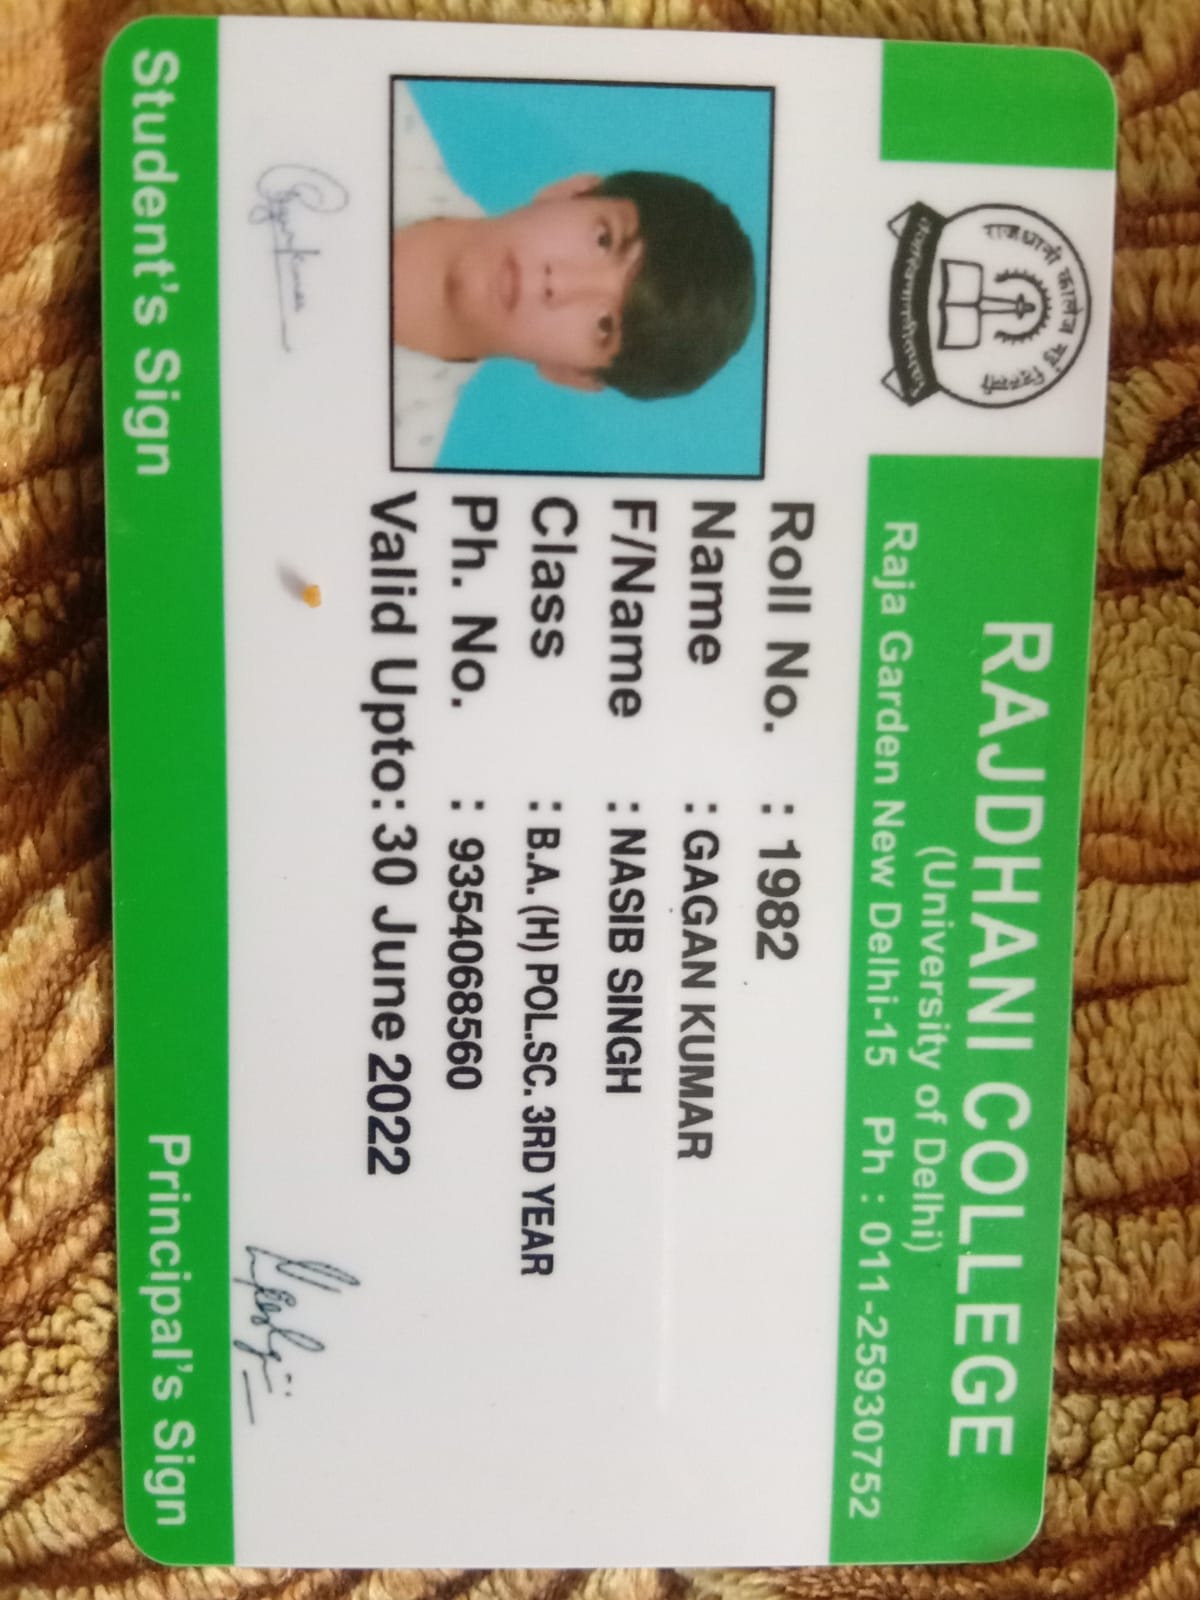 राजधानी कालेज नई दिल्ली
RAJDHANI COLLEGE
(University of Delhi)
Raja Garden New Delhi-15 Ph : 011-25930752
Roll No. : 1982
Name : GAGAN KUMAR
F/Name : NASIB SINGH
Class : B.A. (H) POL.SC. 3RD YEAR
Ph. No. : 9354068560
Valid Upto: 30 June 2022
Student's Sign Principal's Sign